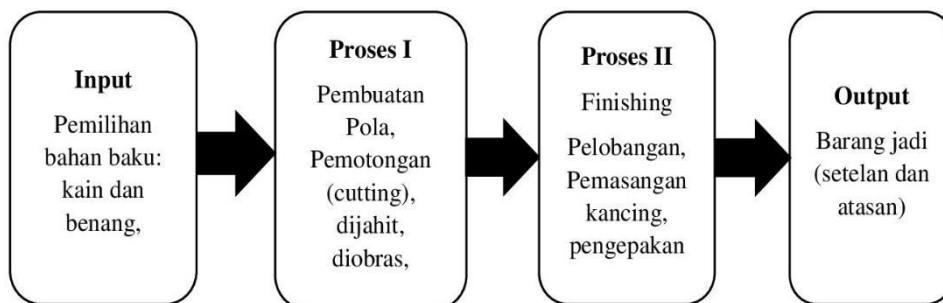 Input
Pemilihan
bahan baku:
kain dan
benang,
Proses I
Pembuatan
Pola,
Pemotongan
(cutting),
dijahit,
diobras,
Proses II
Finishing
Pelobangan,
Pemasangan
kancing,
pengepakan
Output
Barang jadi
(setelan dan
atasan)